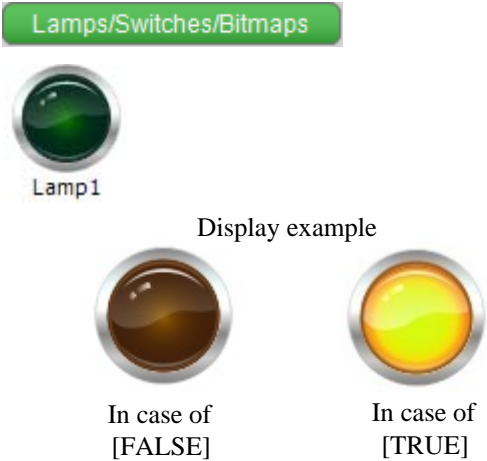 Lamps/Switches/Bitmaps
Lamp1
Display example
In case of
[FALSE]
In case of
[TRUE]